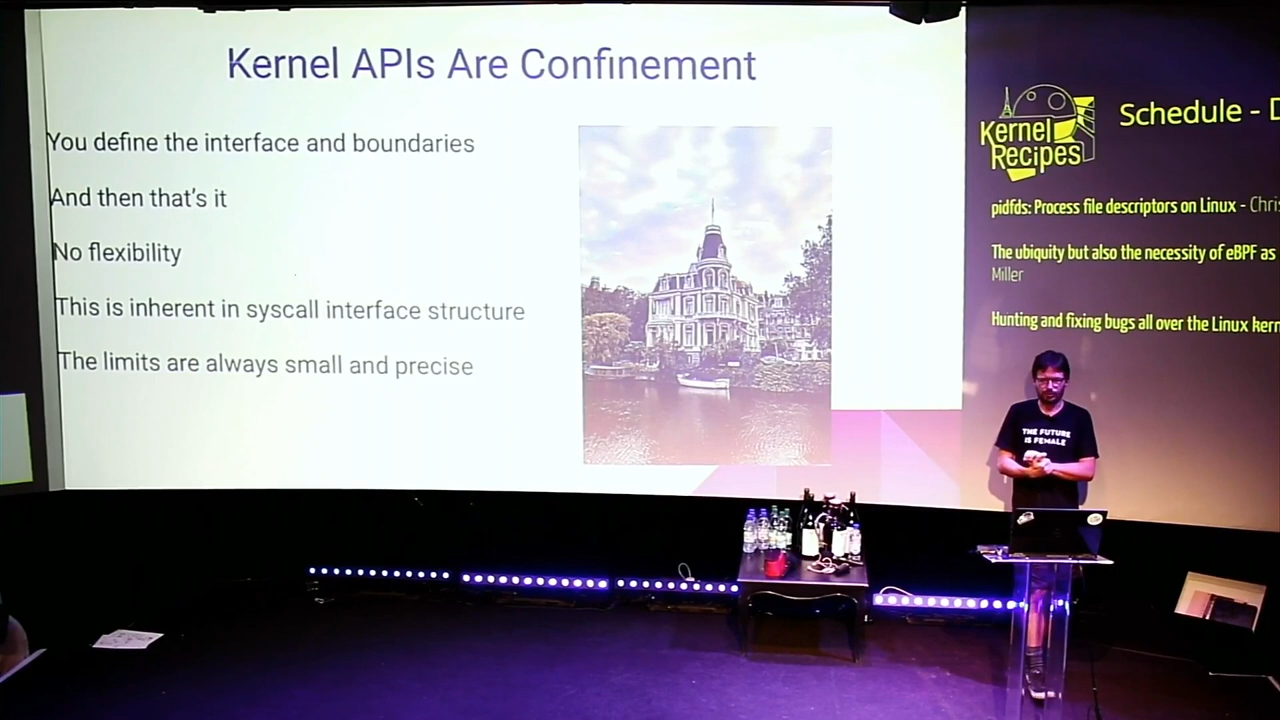 Kernel APIs Are Confinement
You define the interface and boundaries
And then that's it
No flexibility
This is inherent in syscall interface structure
The limits are always small and precise
Kernel
Recipes
Schedule - D
pidfds: Process file descriptors on Linux - Chris
The ubiquity but also the necessity of eBPF as
Miller
Hunting and fixing bugs all over the Linux kern
THE FUTURE
IS FEMALE